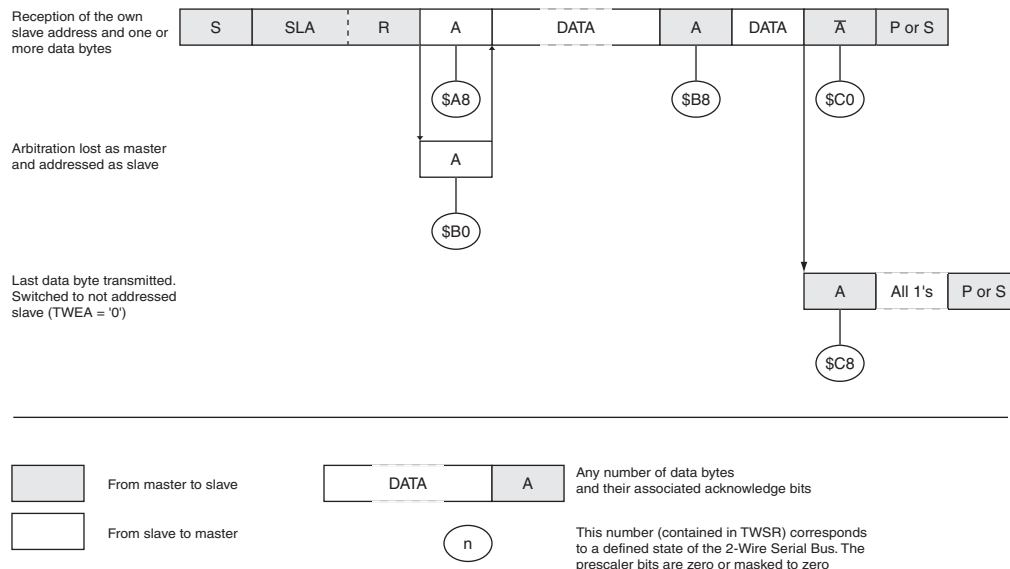 Reception of the own
slave address and one or
more data bytes
S SLA R A DATA A DATA A̅ P or S
$A8 $B8 $C0
Arbitration lost as master
and addressed as slave
A
$B0
Last data byte transmitted.
Switched to not addressed
slave (TWEA = '0')
A All 1's P or S
$C8
From master to slave
DATA A
Any number of data bytes
and their associated acknowledge bits
From slave to master
n
This number (contained in TWSR) corresponds
to a defined state of the 2-Wire Serial Bus. The
prescaler bits are zero or masked to zero